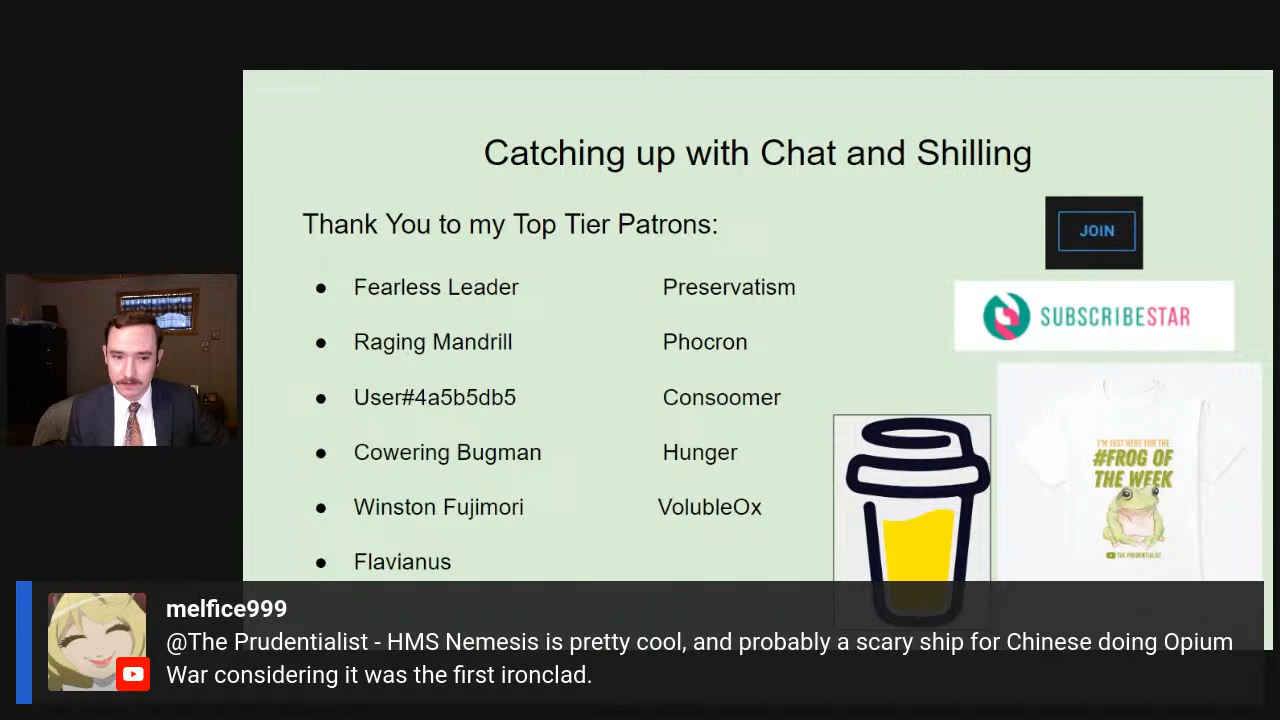 Catching up with Chat and Shilling
Thank You to my Top Tier Patrons:
● Fearless Leader
● Raging Mandrill
● User#4a5b5db5
● Cowering Bugman
● Winston Fujimori
● Flavianus
Preservatism
Phocron
Consoomer
Hunger
VolubleOx
JOIN
SUBSCRIBESTAR
I'M JUST HERE FOR THE
#FROG OF
THE WEEK
THE PRUDENTIALIST
melfice999
@The Prudentialist - HMS Nemesis is pretty cool, and probably a scary ship for Chinese doing Opium
War considering it was the first ironclad.